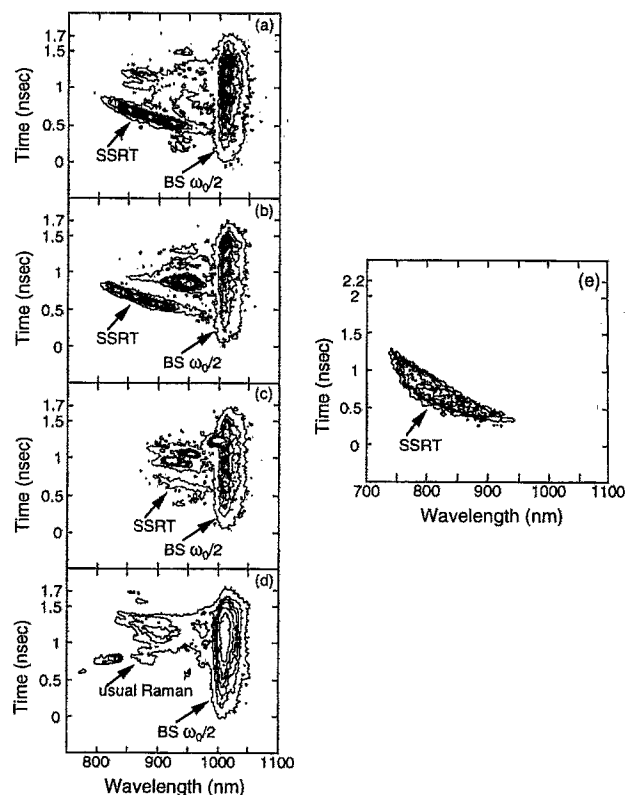 (a)
1.7
1.5
1
0.5
0
Time (nsec)
SSRT
BS ω₀/2
(b)
1.7
1.5
1
0.5
0
Time (nsec)
SSRT
BS ω₀/2
(c)
1.7
1.5
1
0.5
0
Time (nsec)
SSRT
BS ω₀/2
(d)
1.7
1.5
1
0.5
0
Time (nsec)
usual Raman
BS ω₀/2
800 900 1000 1100
Wavelength (nm)
(e)
2.2
2
1.5
1
0.5
0
Time (nsec)
SSRT
700 800 900 1000 1100
Wavelength (nm)